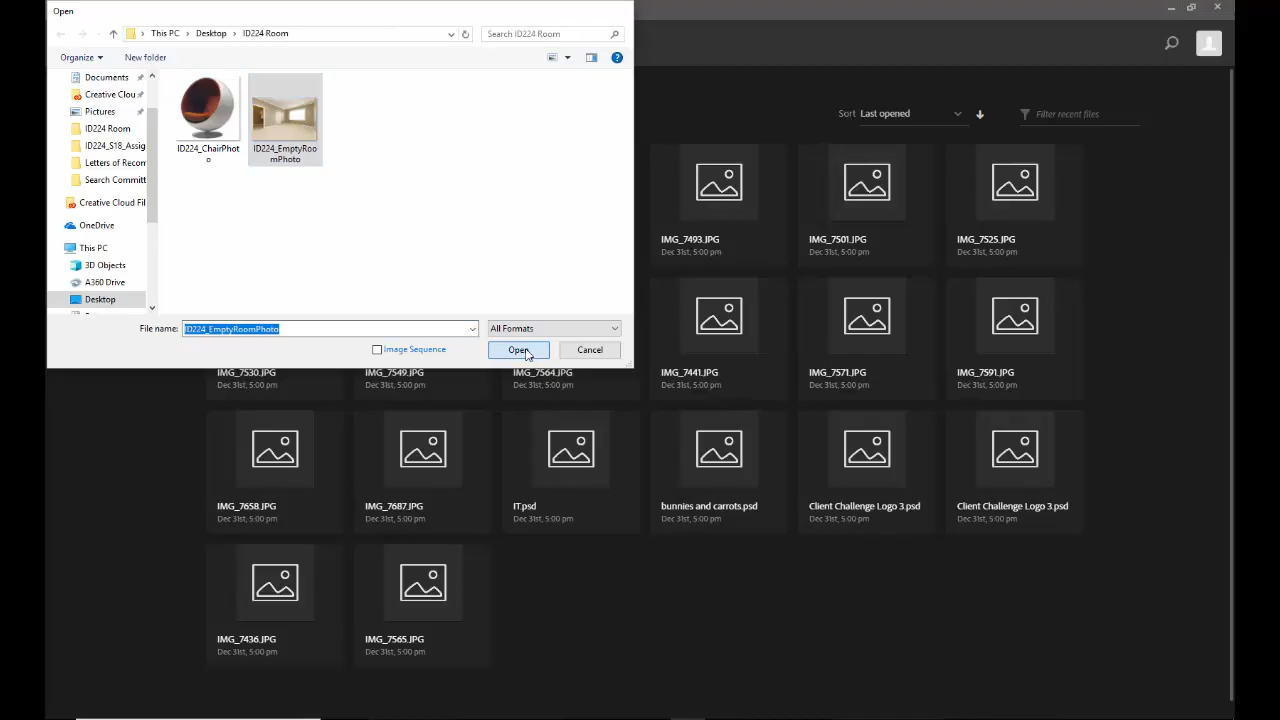 Open
This PC
Desktop
ID224 Room
Search ID224 Room
Organize
New folder
Documents
Creative Clou
Pictures
ID224 Room
ID224_S18_Assig
Letters of Recom
Search Committ
Creative Cloud Fil
OneDrive
This PC
3D Objects
A360 Drive
Desktop
ID224_ChairPhot
o
ID224_EmptyRoo
mPhoto
File name:
ID224_EmptyRoomPhoto
All Formats
Image Sequence
Open
Cancel
Sort Last opened
Filter recent files
IMG_7493.JPG
Dec 31st, 5:00 pm
IMG_7501.JPG
Dec 31st, 5:00 pm
IMG_7525.JPG
Dec 31st, 5:00 pm
IMG_7530.JPG
Dec 31st, 5:00 pm
IMG_7549.JPG
Dec 31st, 5:00 pm
IMG_7564.JPG
Dec 31st, 5:00 pm
IMG_7441.JPG
Dec 31st, 5:00 pm
IMG_7571.JPG
Dec 31st, 5:00 pm
IMG_7591.JPG
Dec 31st, 5:00 pm
IMG_7658.JPG
Dec 31st, 5:00 pm
IMG_7687.JPG
Dec 31st, 5:00 pm
IT.psd
Dec 31st, 5:00 pm
bunnies and carrots.psd
Dec 31st, 5:00 pm
Client Challenge Logo 3.psd
Dec 31st, 5:00 pm
Client Challenge Logo 3.psd
Dec 31st, 5:00 pm
IMG_7436.JPG
Dec 31st, 5:00 pm
IMG_7565.JPG
Dec 31st, 5:00 pm